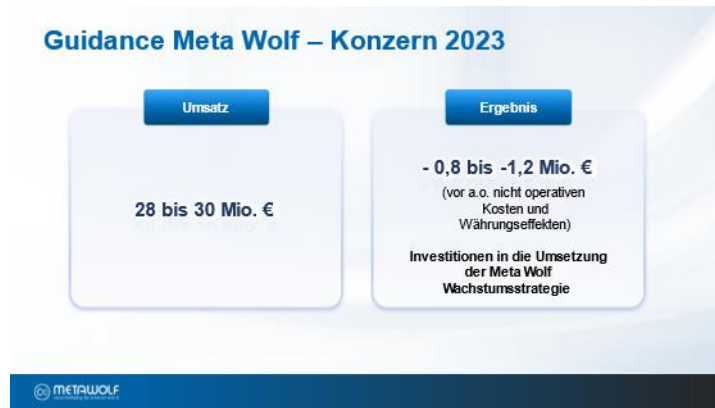 Guidance Meta Wolf – Konzern 2023
Umsatz
28 bis 30 Mio. €
Ergebnis
- 0,8 bis -1,2 Mio. €
(vor a.o. nicht operativen
Kosten und
Währungseffekten)
Investitionen in die Umsetzung
der Meta Wolf
Wachstumsstrategie
METAWOLF